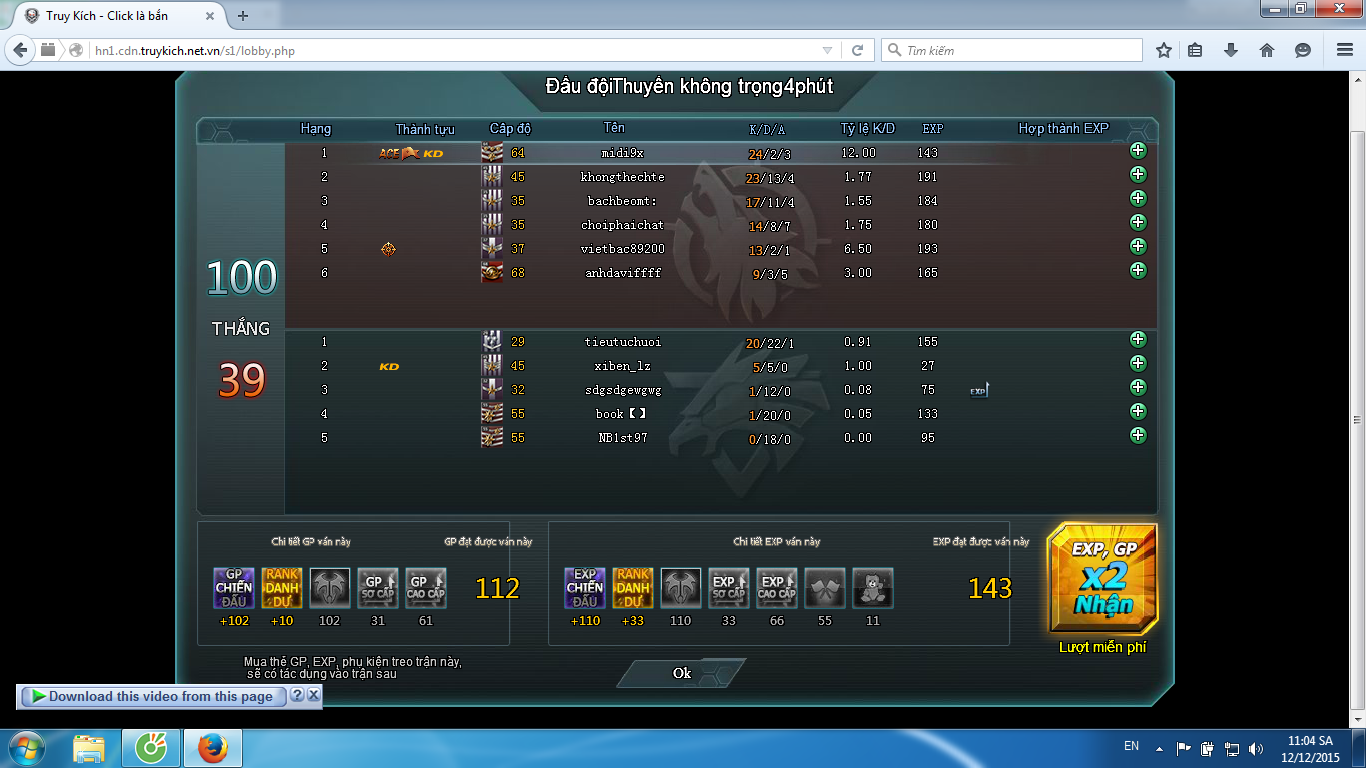 Truy Kích - Click là bắn
hn1.cdn.truykich.net.vn/s1/lobby.php
Tìm kiếm
Đấu độiThuyền không trọng4phút
Hạng Thành tựu Cấp độ Tên K/D/A Tỷ lệ K/D EXP Hợp thành EXP
1 ACE KD 64 midi9x 24/2/3 12.00 143
2 45 khongthechte 23/13/4 1.77 191
3 35 bachbeomt: 17/11/4 1.55 184
4 35 choiphaichat 14/8/7 1.75 180
5 37 vietbac89200 13/2/1 6.50 193
6 68 anhdaviffff 9/3/5 3.00 165
100
THẮNG
39
1 29 tieutuchuoi 20/22/1 0.91 155
2 KD 45 xiben_lz 5/5/0 1.00 27
3 32 sdgsdgewgwg 1/12/0 0.08 75 EXP
4 55 book【】 1/20/0 0.05 133
5 55 NB1st97 0/18/0 0.00 95
Chi tiết GP ván này GP đạt được ván này
GP CHIẾN ĐẤU RANK DANH DỰ GP SƠ CẤP GP CAO CẤP
+102 +10 102 31 61
112
Chi tiết EXP ván này EXP đạt được ván này
EXP CHIẾN ĐẤU RANK DANH DỰ EXP SƠ CẤP EXP CAO CẤP
+110 +33 110 33 66 55 11
143
EXP, GP
x2
Nhận
Lượt miễn phí
Mua thẻ GP, EXP, phụ kiện treo trận này,
sẽ có tác dụng vào trận sau
Ok
Download this video from this page ? X
EN
11:04 SA
12/12/2015